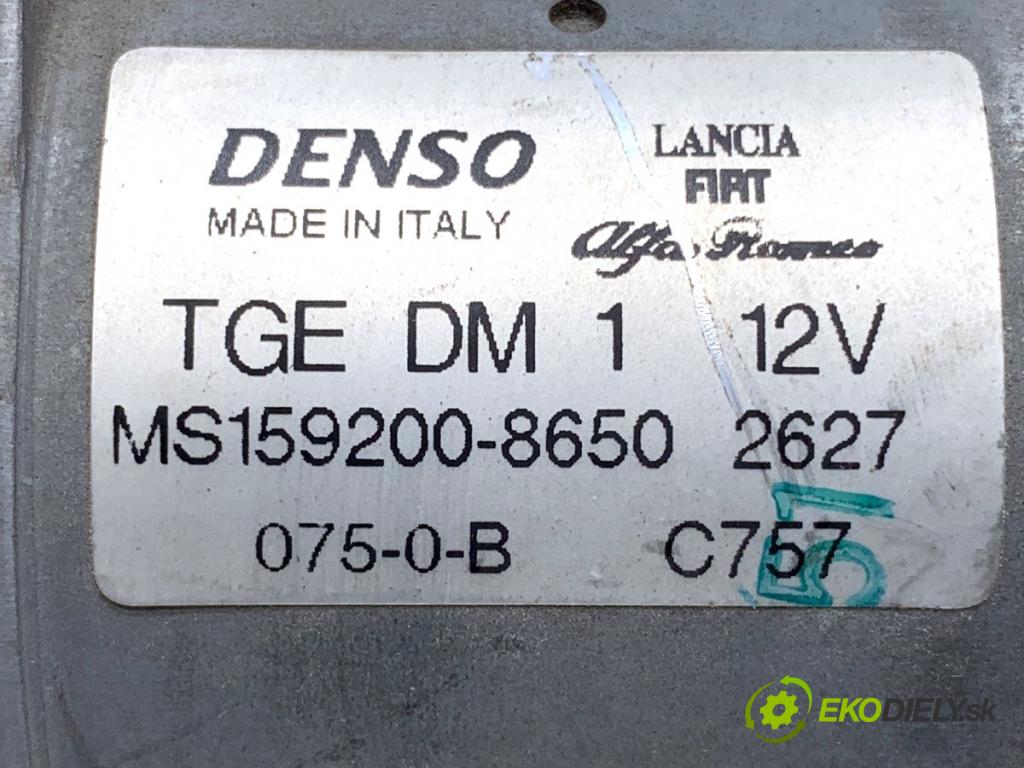 DENSO
MADE IN ITALY
LANCIA
FIAT
Alfa Romeo
TGE DM 1 12V
MS159200-8650 2627
075-0-B C757
51
EKODIELY.sk